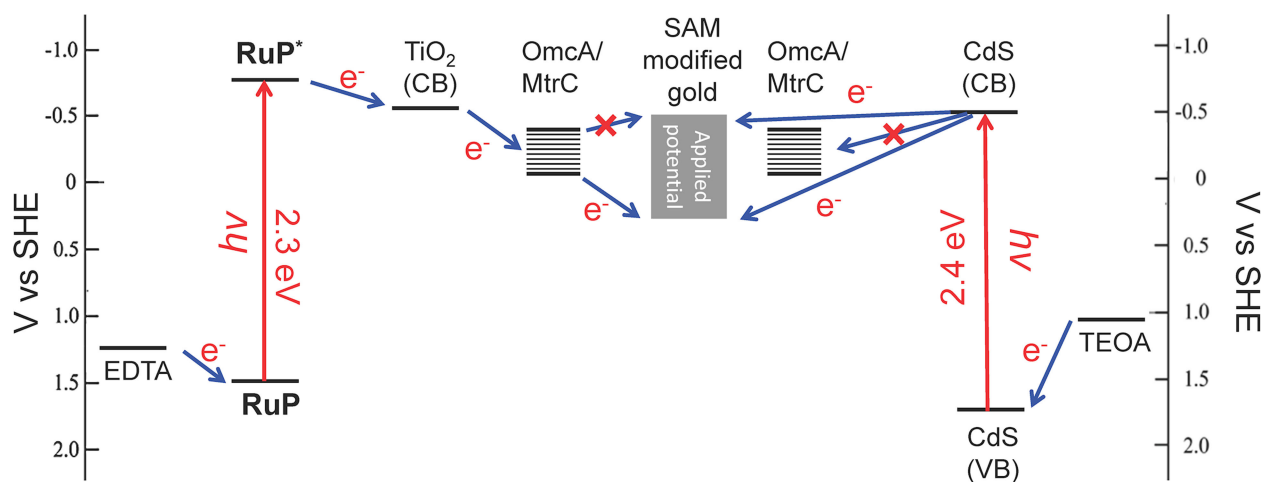 V vs SHE
-1.0
-0.5
0
0.5
1.0
1.5
2.0
EDTA
e-
RuP*
hν
2.3 eV
RuP
e-
TiO₂
(CB)
e-
OmcA/
MtrC
e-
SAM
modified
gold
Applied
potential
OmcA/
MtrC
e-
e-
CdS
(CB)
2.4 eV
hν
CdS
(VB)
e-
TEOA
-1.0
-0.5
0
0.5
1.0
1.5
2.0
V vs SHE